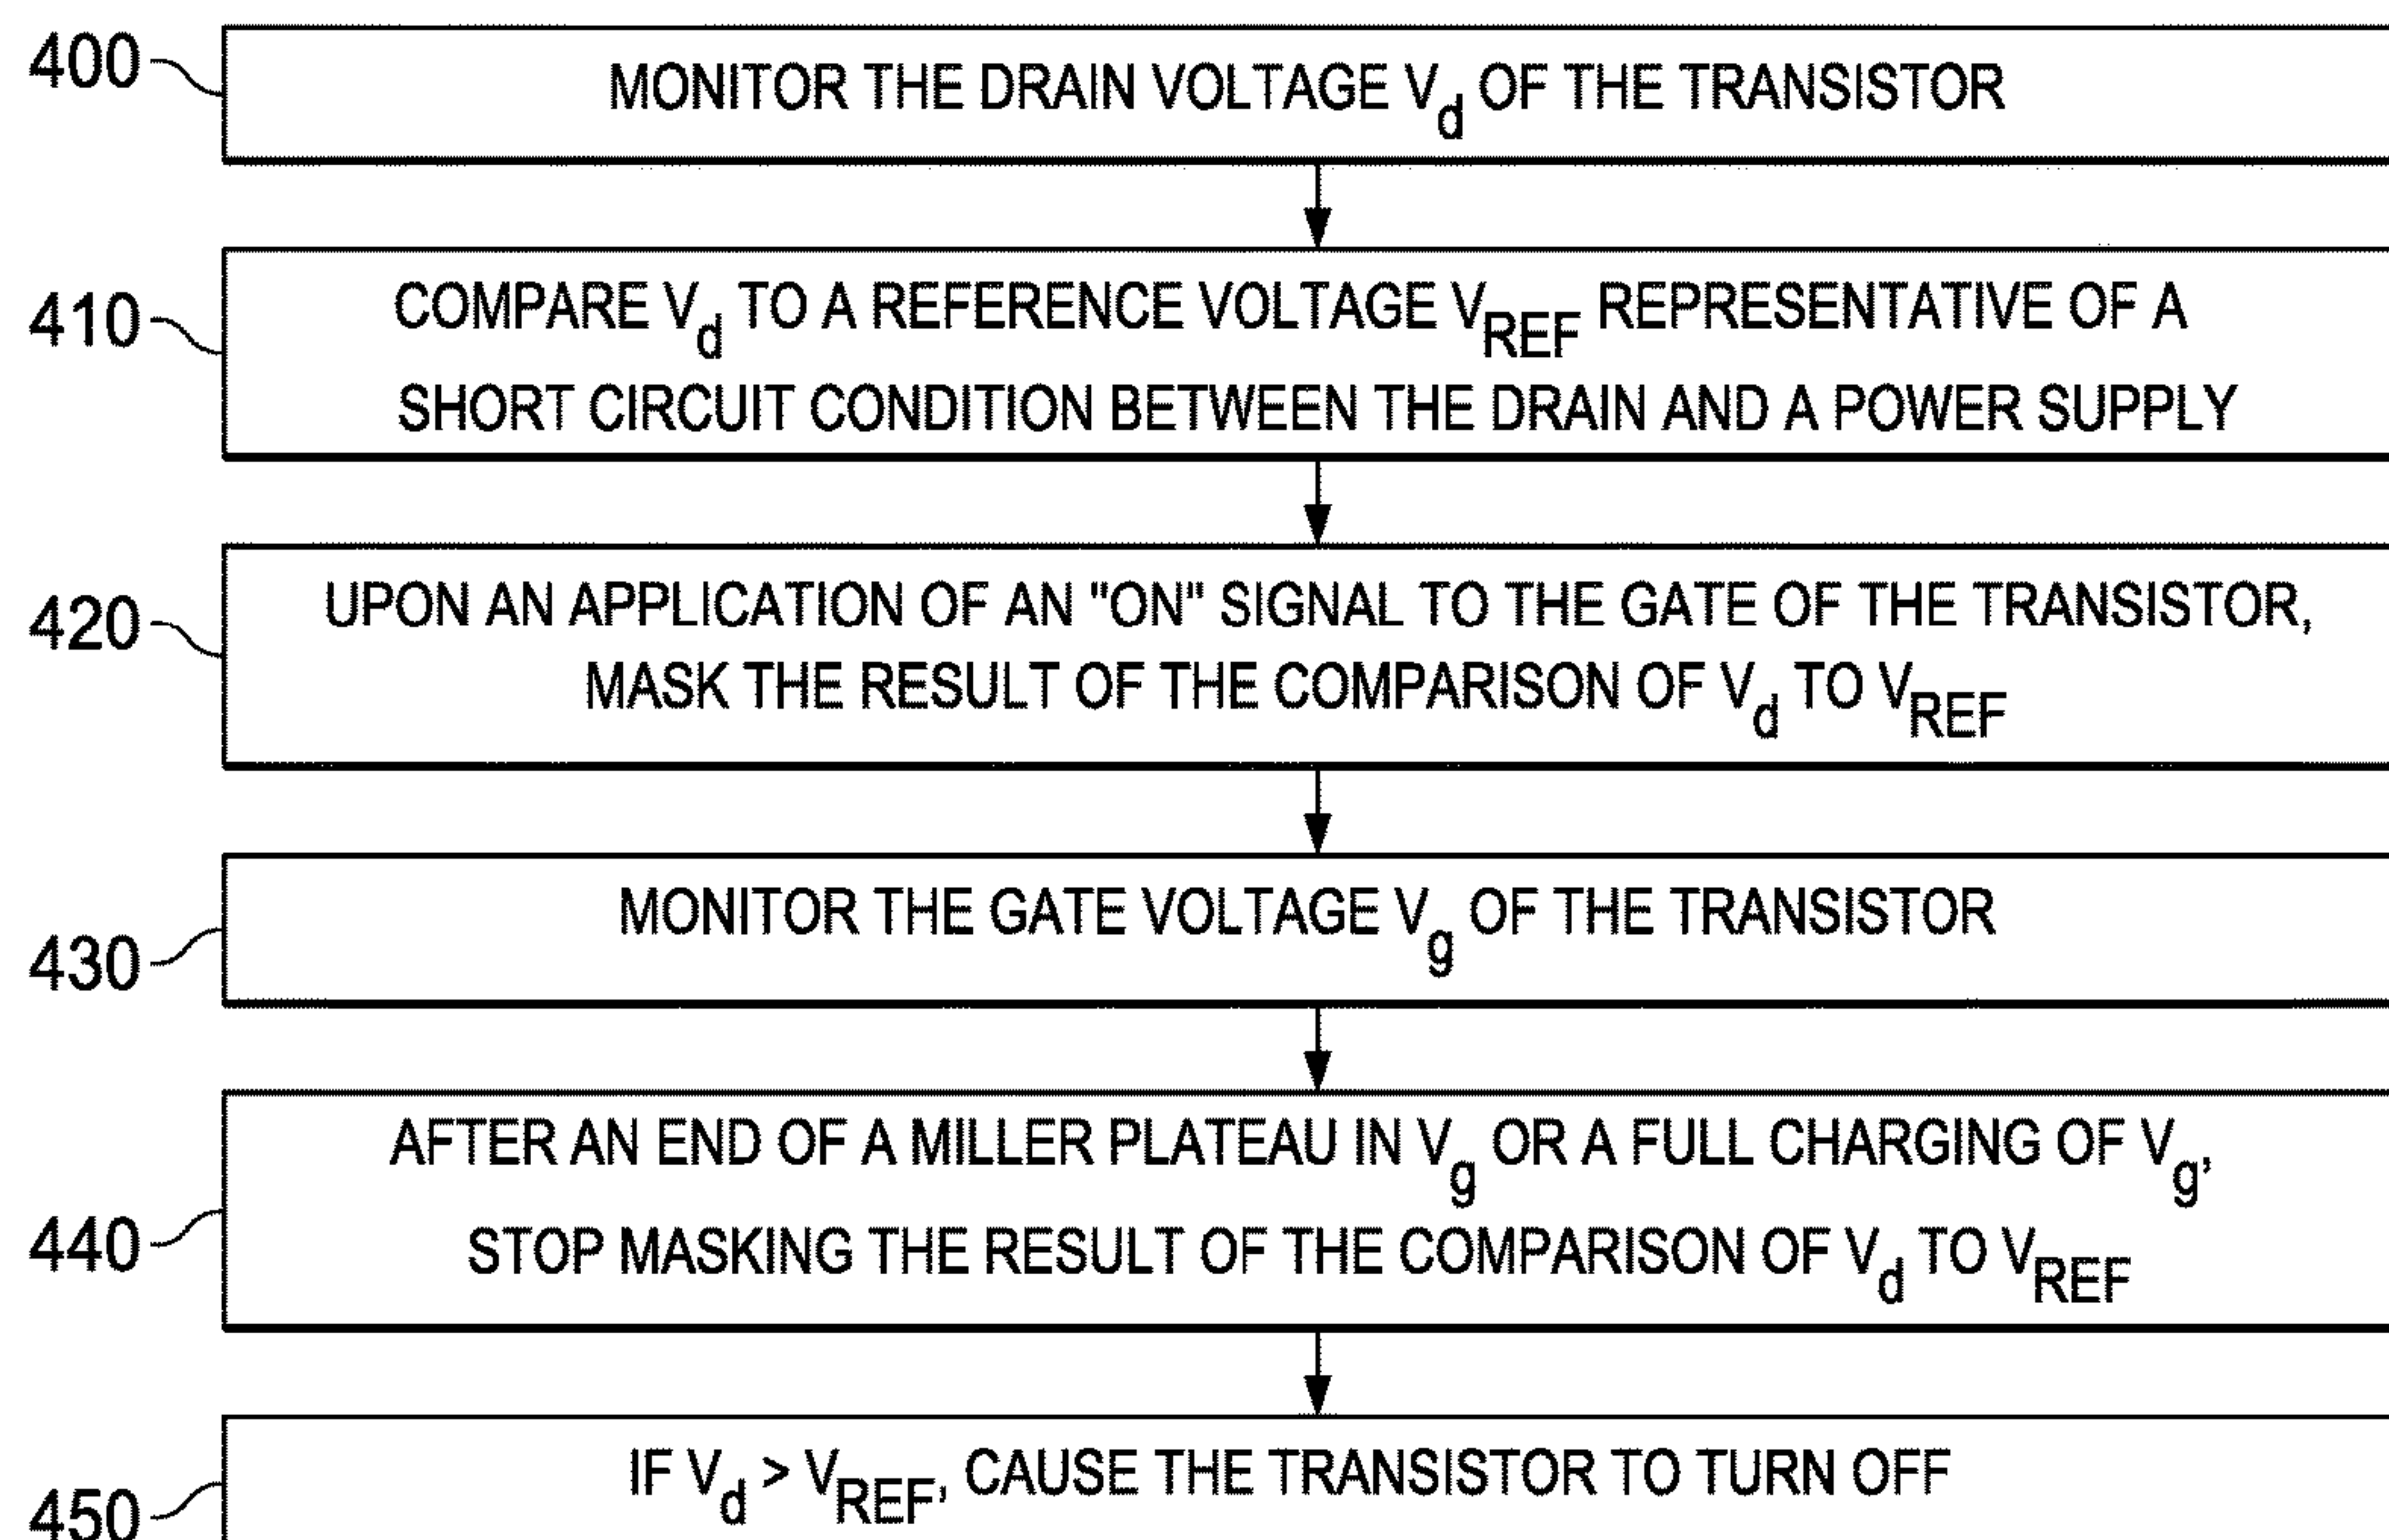 400 MONITOR THE DRAIN VOLTAGE Vd OF THE TRANSISTOR
410 COMPARE Vd TO A REFERENCE VOLTAGE VREF REPRESENTATIVE OF A
SHORT CIRCUIT CONDITION BETWEEN THE DRAIN AND A POWER SUPPLY
420 UPON AN APPLICATION OF AN "ON" SIGNAL TO THE GATE OF THE TRANSISTOR,
MASK THE RESULT OF THE COMPARISON OF Vd TO VREF
430 MONITOR THE GATE VOLTAGE Vg OF THE TRANSISTOR
440 AFTER AN END OF A MILLER PLATEAU IN Vg OR A FULL CHARGING OF Vg,
STOP MASKING THE RESULT OF THE COMPARISON OF Vd TO VREF
450 IF Vd > VREF, CAUSE THE TRANSISTOR TO TURN OFF